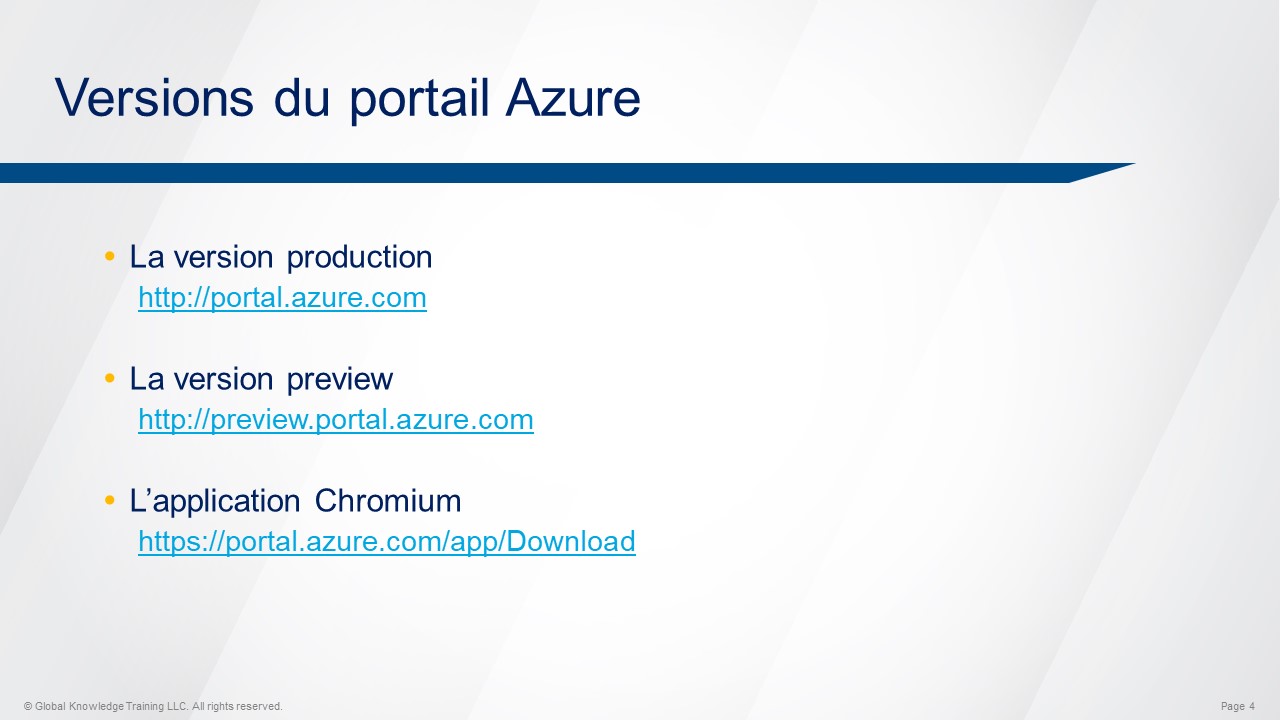 Versions du portail Azure
• La version production
http://portal.azure.com
• La version preview
http://preview.portal.azure.com
• L’application Chromium
https://portal.azure.com/app/Download
© Global Knowledge Training LLC. All rights reserved.
Page 4